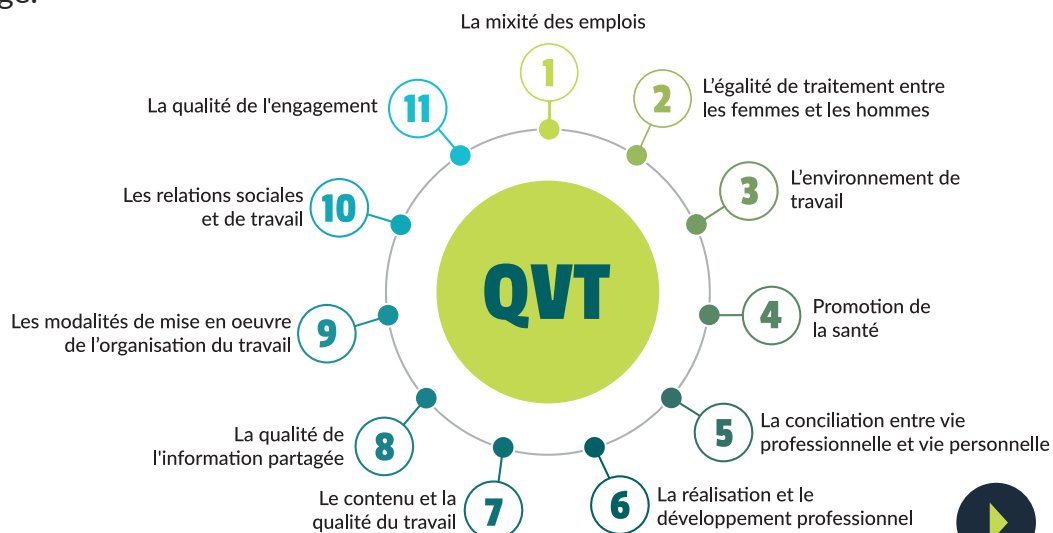 ge.
La mixité des emplois
1
2
L'égalité de traitement entre
les femmes et les hommes
3
L'environnement de
travail
4
Promotion de
la santé
5
La conciliation entre vie
professionnelle et vie personnelle
6
La réalisation et le
développement professionnel
7
Le contenu et la
qualité du travail
8
La qualité de
l'information partagée
9
Les modalités de mise en oeuvre
de l'organisation du travail
10
Les relations sociales
et de travail
11
La qualité de l'engagement
QVT